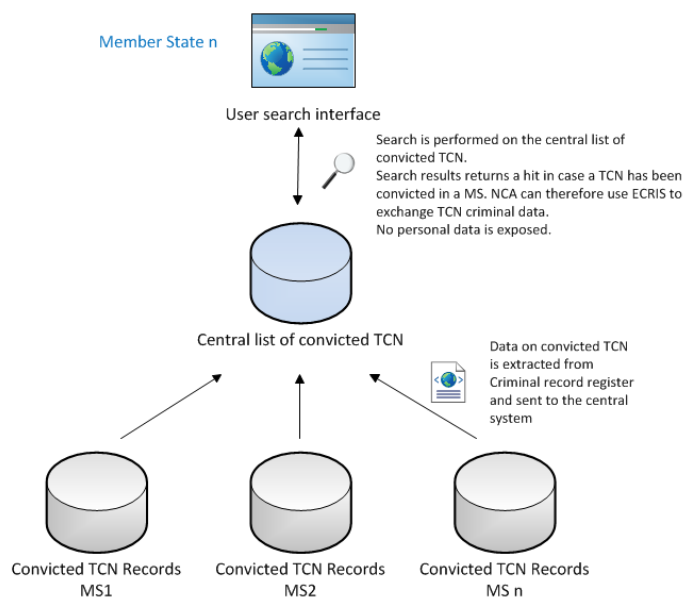 Member State n
User search interface
Search is performed on the central list of
convicted TCN.
Search results returns a hit in case a TCN has been
convicted in a MS. NCA can therefore use ECRIS to
exchange TCN criminal data.
No personal data is exposed.
Central list of convicted TCN
Data on convicted TCN
is extracted from
Criminal record register
and sent to the central
system
Convicted TCN Records
MS1
Convicted TCN Records
MS2
Convicted TCN Records
MS n